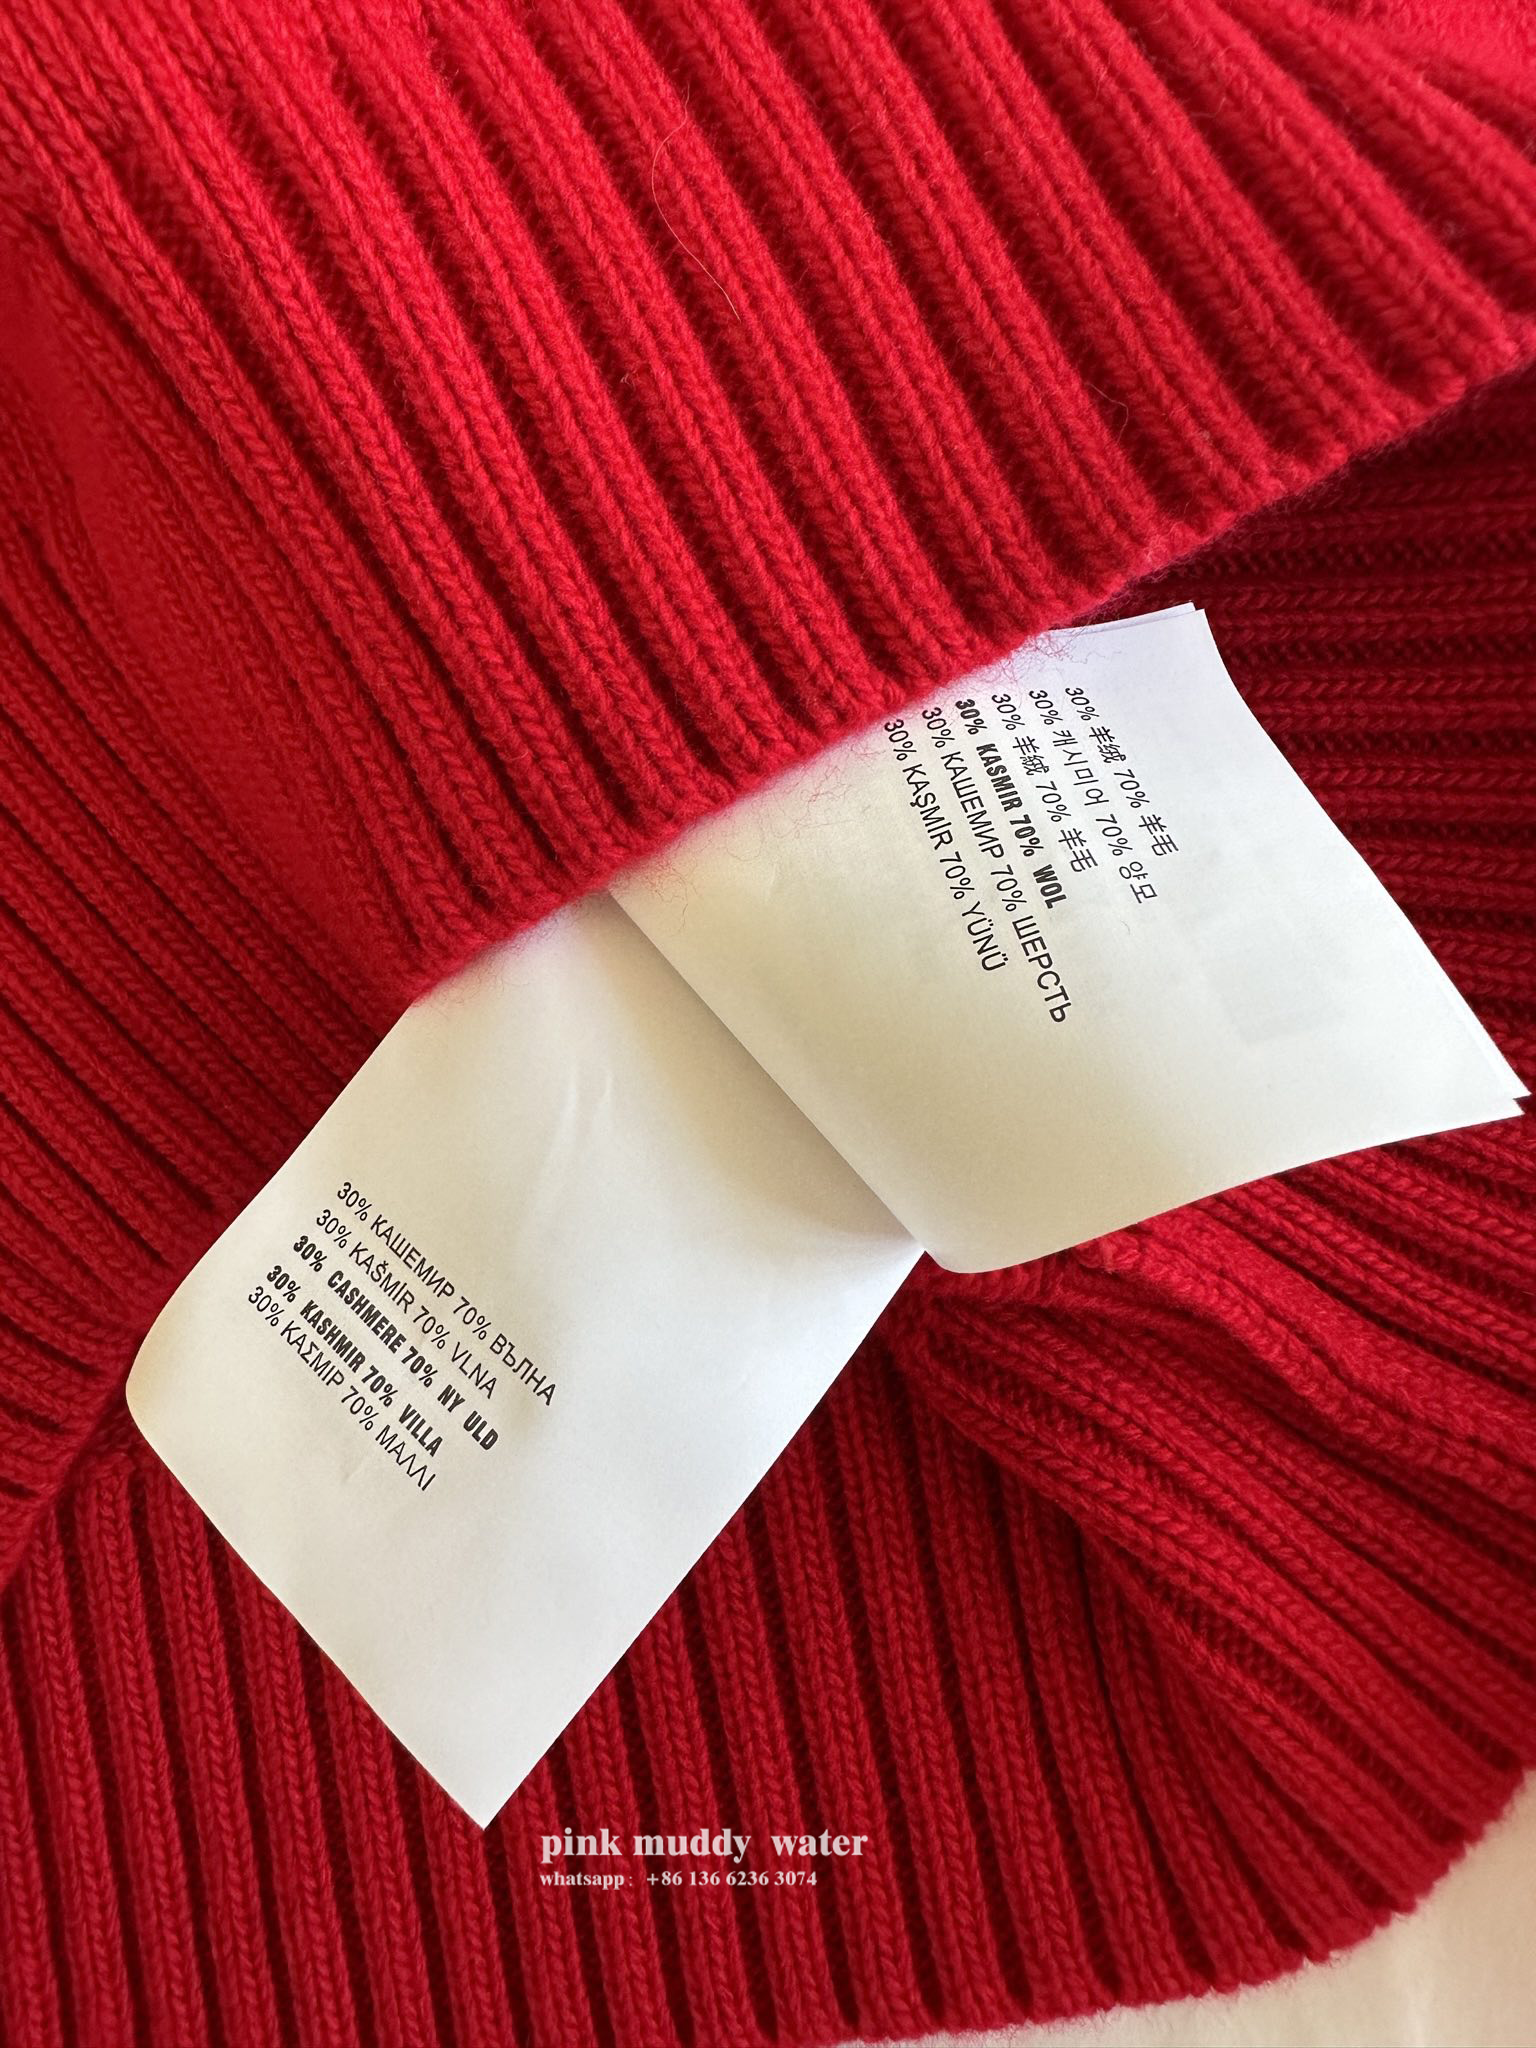 30% 羊绒 70% 羊毛
30% 캐시미어 70% 양모
30% 羊絨 70% 羊毛
30% KASMIR 70% WOL
30% КАШЕМИР 70% ШЕРСТЬ
30% KAŞMİR 70% YÜNÜ
30% КАШЕМИР 70% ВЪЛНА
30% KAŠMİR 70% VLNA
30% CASHMERE 70% NY ULD
30% KASHMIR 70% VILLA
30% ΚΑΣΜΙΡ 70% ΜΑΛΛΙ
pink muddy water
whatsapp: +86 136 6236 3074